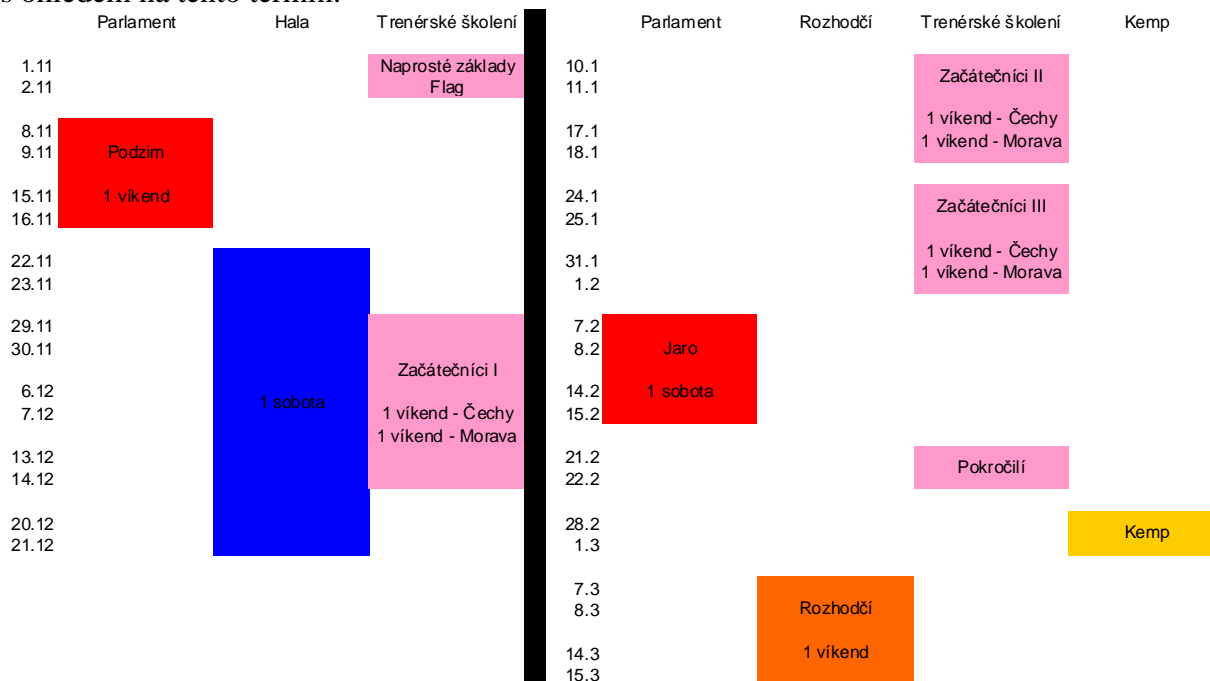 s ohledem na tento termín.
Parlament Hala Trenérské školení
1.11 Naprosté základy
2.11 Flag
8.11
9.11 Podzim
15.11 1 víkend
16.11
22.11
23.11
29.11
30.11
Začátečníci I
6.12 1 sobota
7.12 1 víkend - Čechy
1 víkend - Morava
13.12
14.12
20.12
21.12
Parlament Rozhodčí Trenérské školení Kemp
10.1 Začátečníci II
11.1
1 víkend - Čechy
17.1 1 víkend - Morava
18.1
24.1 Začátečníci III
25.1
1 víkend - Čechy
31.1 1 víkend - Morava
1.2
7.2
8.2 Jaro
14.2 1 sobota
15.2
21.2 Pokročilí
22.2
28.2 Kemp
1.3
7.3
8.3 Rozhodčí
14.3 1 víkend
15.3